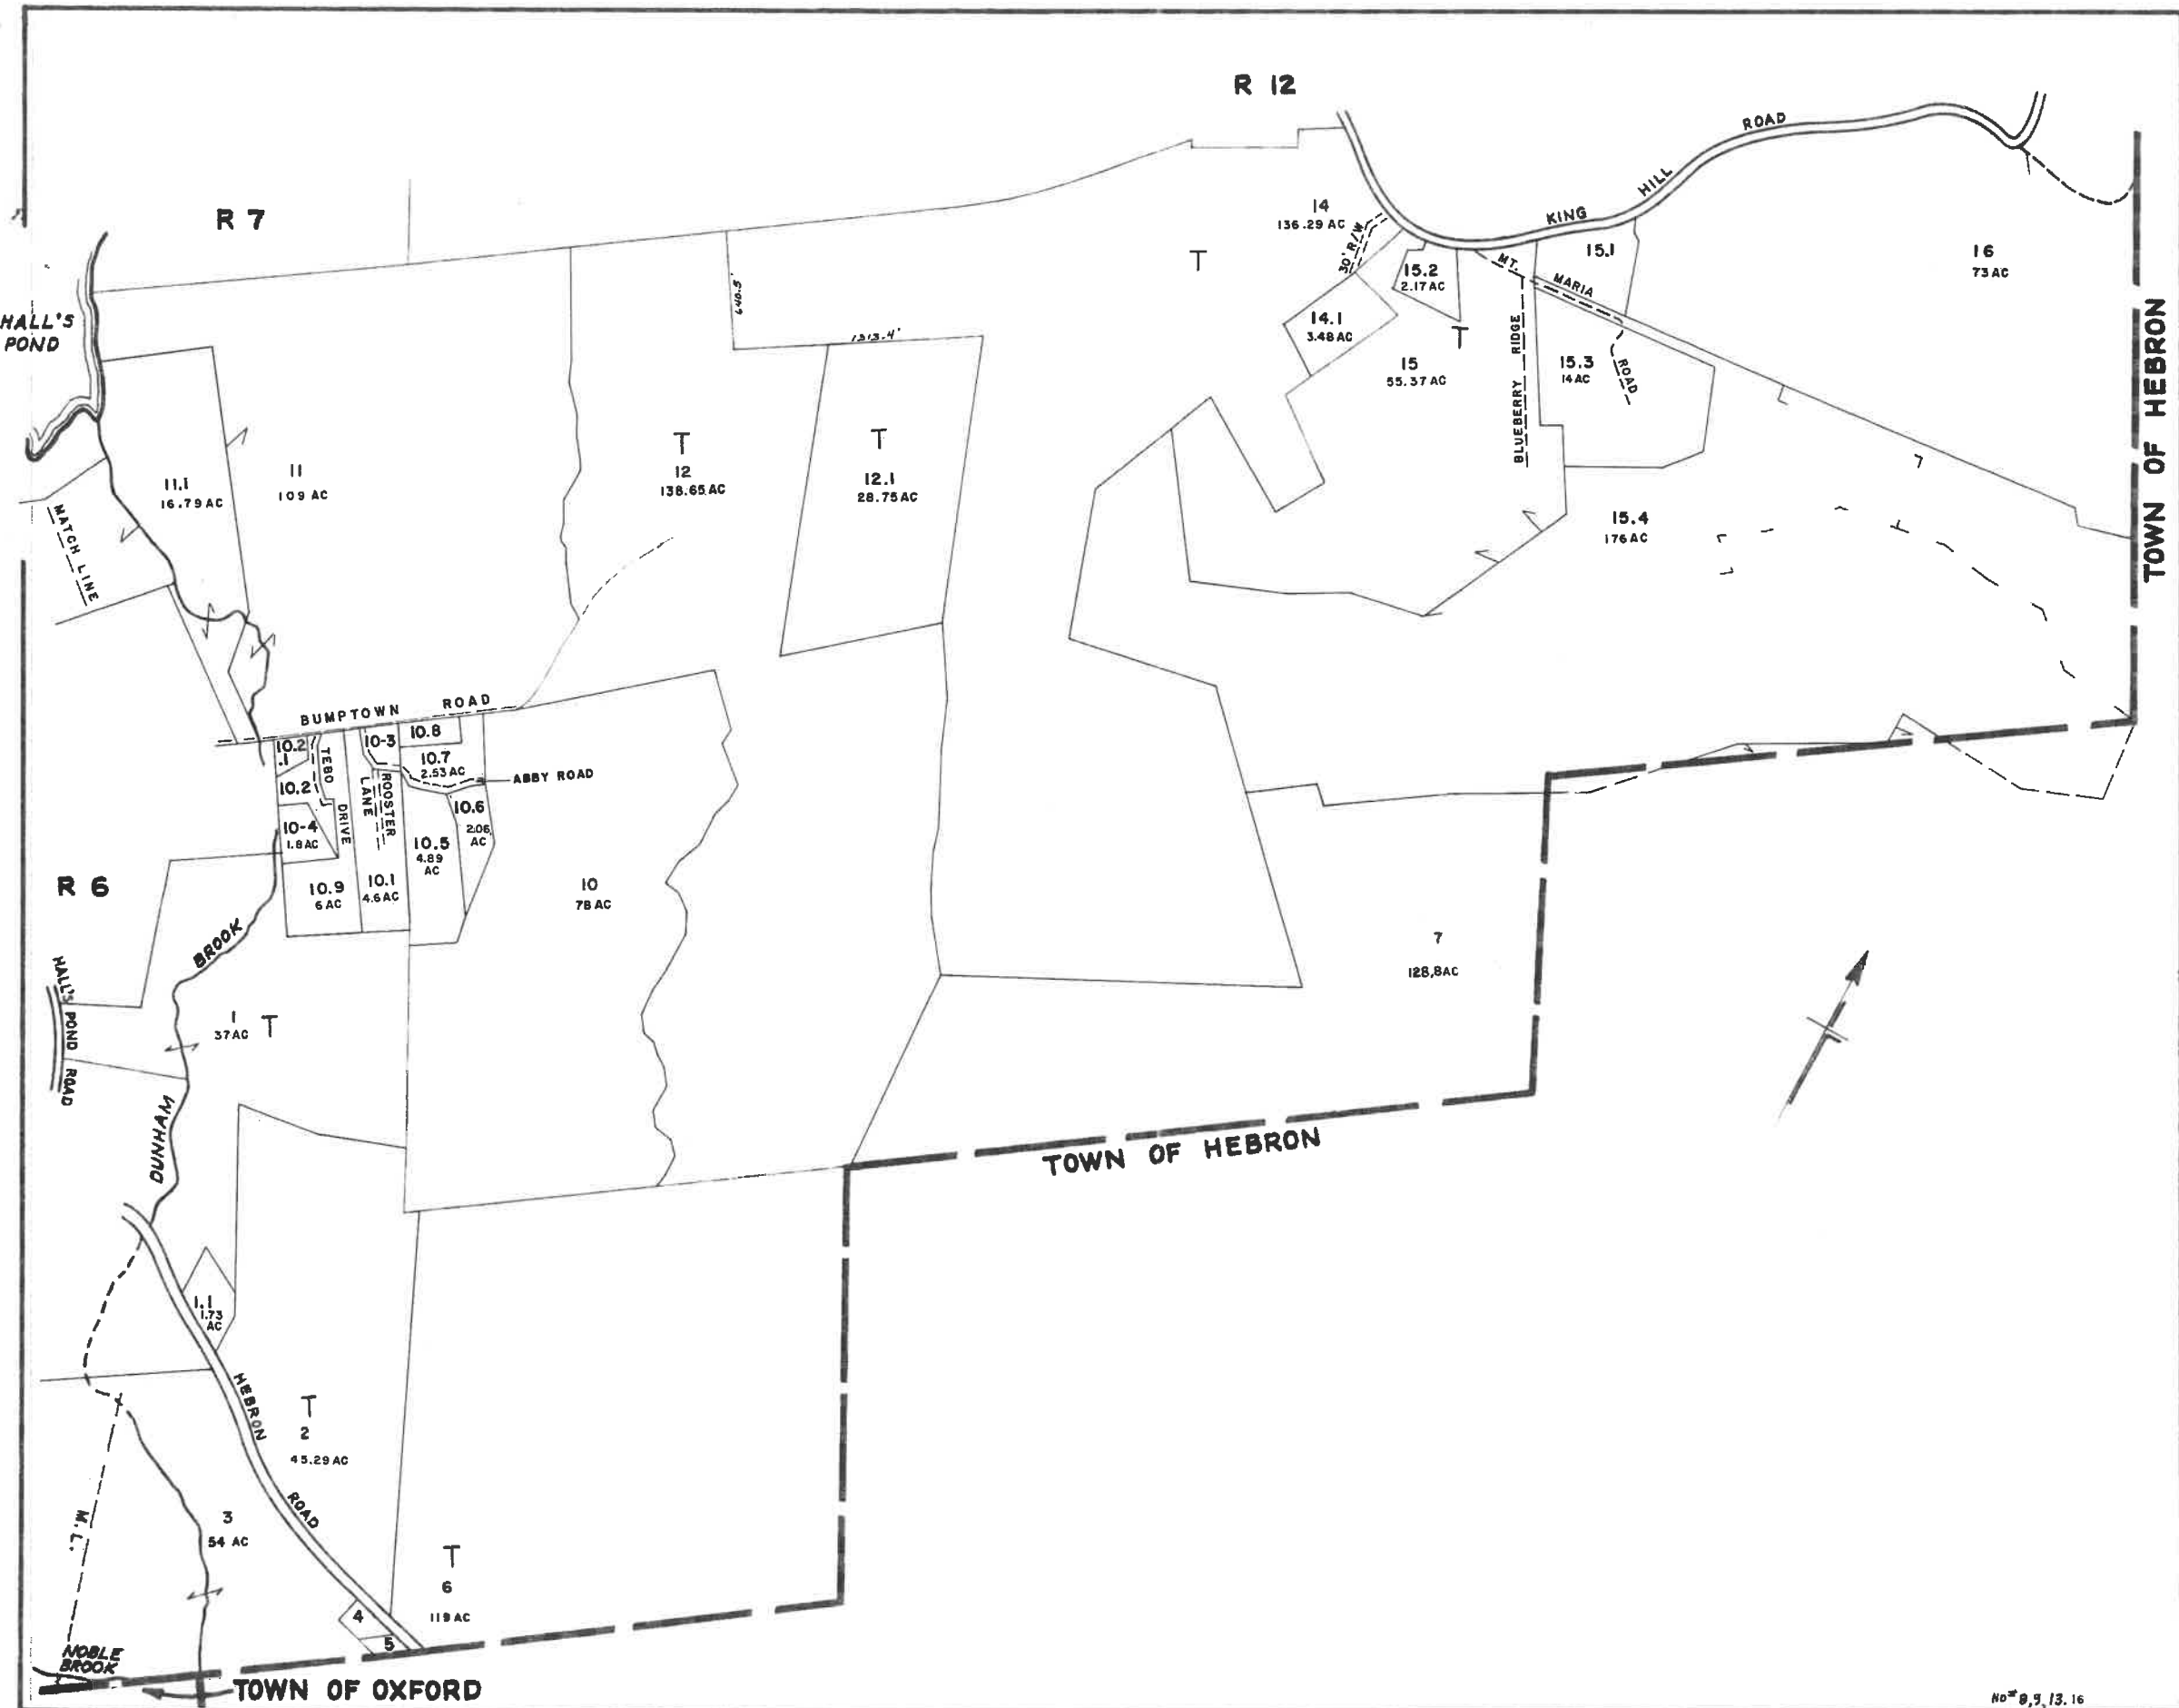 R 12
R 7
ROAD
HILL
KING
14
136.29 AC
30' R/W
T
15.1
16
73 AC
15.2
2.17 AC
MT.
MARIA
ROAD
HALL'S
POND
640.5'
1313.4'
14.1
3.48 AC
T
15
55.37 AC
BLUEBERRY RIDGE
15.3
14 AC
TOWN OF HEBRON
11.1
16.79 AC
11
109 AC
T
12
138.65 AC
T
12.1
28.75 AC
15.4
176 AC
MATCH LINE
BUMPTOWN ROAD
10.2
.1
TEBO
DRIVE
10-3
10.8
10.7
2.53 AC
ABBY ROAD
10.2
ROOSTER
LANE
10.6
2.06
AC
10-4
1.8 AC
10.5
4.89
AC
R 6
10.9
6 AC
10.1
4.6 AC
10
78 AC
BROOK
DUNHAM
HALL'S POND ROAD
1
37 AC
T
7
128.8 AC
TOWN OF HEBRON
1.1
1.73
AC
HEBRON
ROAD
T
2
45.29 AC
M. L.
3
54 AC
T
6
119 AC
4
5
NOBLE
BROOK
TOWN OF OXFORD
NO# 8, 9, 13. 16